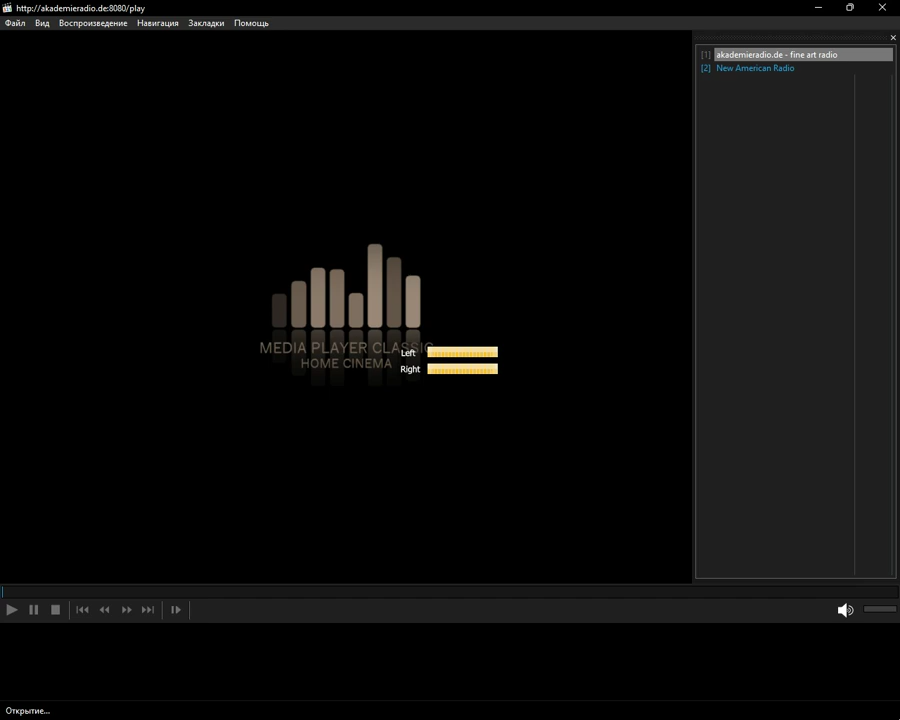 http://akademieradio.de:8080/play
Файл Вид Воспроизведение Навигация Закладки Помощь
[1] akademieradio.de - fine art radio
[2] New American Radio
MEDIA PLAYER CLASSIC
HOME CINEMA
Left
Right
Открытие...